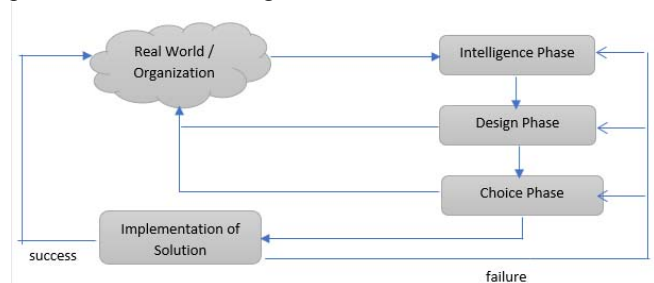 Real World /
Organization
Intelligence Phase
Design Phase
Choice Phase
Implementation of
Solution
success
failure